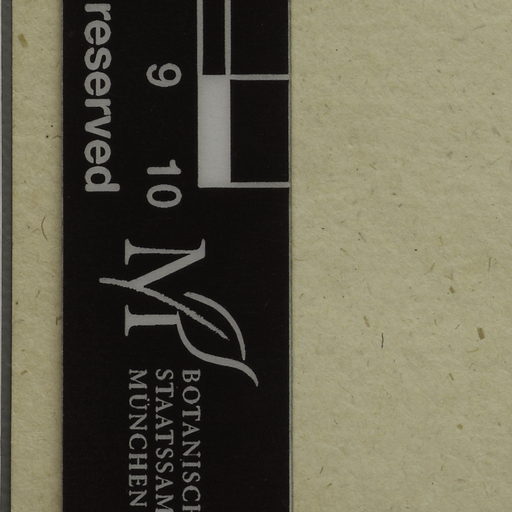 reserved
9
10
M
BOTANISCH
STAATSSAM
MÜNCHEN